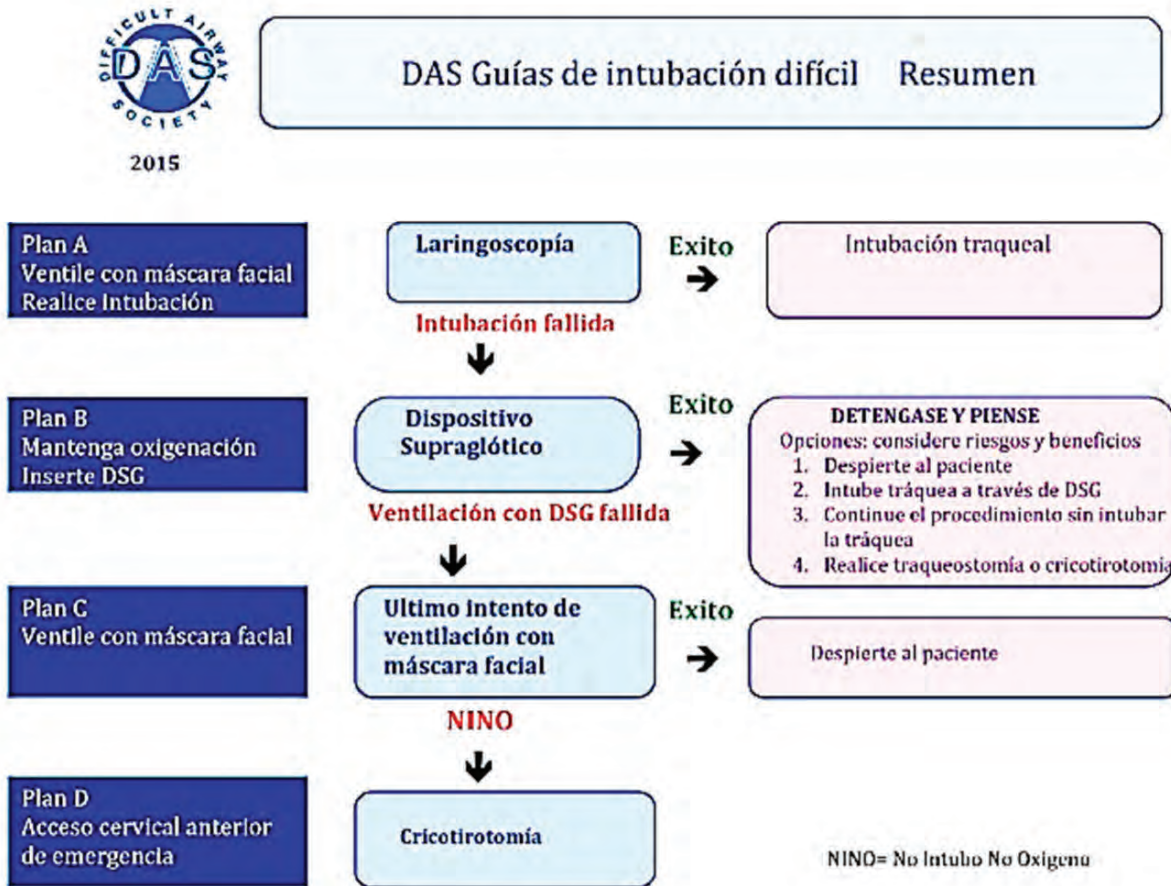 DIFFICULT AIRWAY
DAS
SOCIETY
2015
DAS Guías de intubación difícil Resumen
Plan A
Ventile con máscara facial
Realice Intubación
Laringoscopía
Exito
Intubación traqueal
Intubación fallida
Plan B
Mantenga oxigenación
Inserte DSG
Dispositivo
Supraglótico
Exito
DETENGASE Y PIENSE
Opciones: considere riesgos y beneficios
1. Despierte al paciente
2. Intube tráquea a través de DSG
3. Continue el procedimiento sin intubar
la tráquea
4. Realice traqueostomía o cricotirotomía
Ventilación con DSG fallida
Plan C
Ventile con máscara facial
Ultimo intento de
ventilación con
máscara facial
Exito
Despierte al paciente
NINO
Plan D
Acceso cervical anterior
de emergencia
Cricotirotomía
NINO= No Intubo No Oxigeno